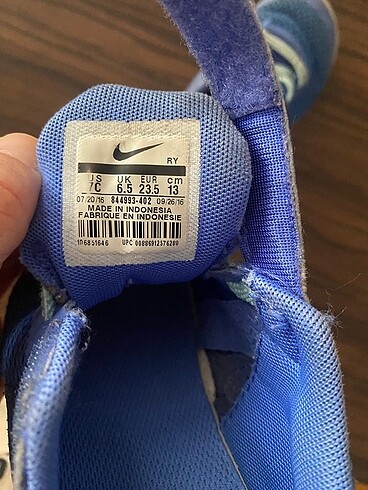 RY
US UK EUR cm
7C 6.5 23.5 13
07/20/16 844993-402 09/26/16
MADE IN INDONESIA
FABRIQUE EN INDONESIE
UPC 00886912576280